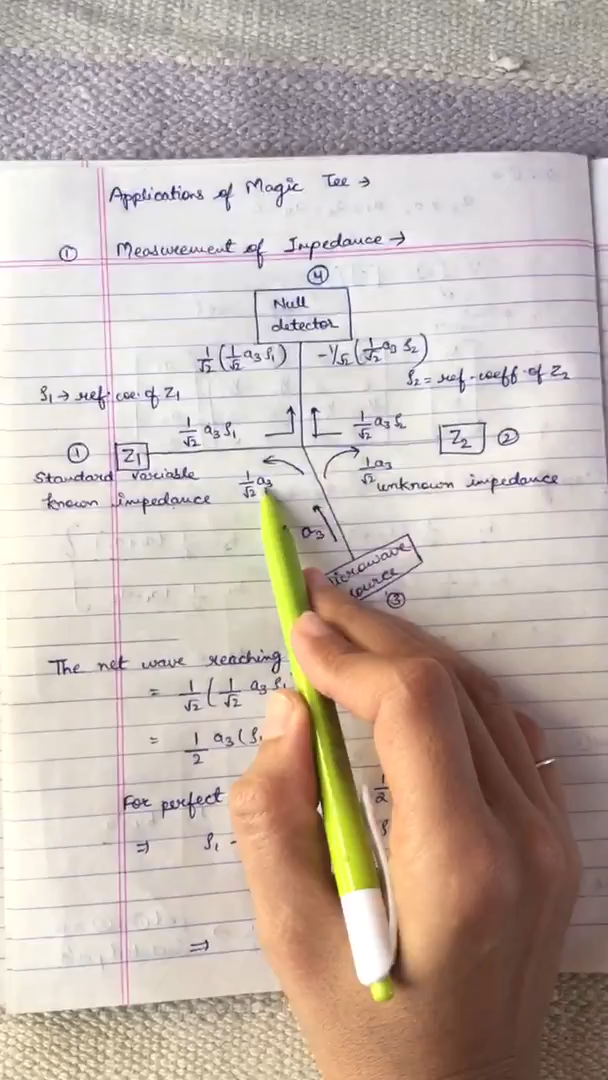 Applications of Magic Tee →
① Measurement of Impedance →
④
Null
detector
1/√2 (1/√2 a₃ ρ₁) -1/√2 (1/√2 a₃ ρ₂)
ρ₁ → ref. coe. of Z₁
ρ₂ = ref. coeff. of Z₂
1/√2 a₃ ρ₁
1/√2 a₃ ρ₂
①
Z₁
Z₂
②
Standard variable
known impedance
1/√2 a₃
1/√2 a₃
unknown impedance
a₃
source
③
The net wave reaching
= 1/√2 (1/√2 a₃ ρ₁
= 1/2 a₃ (ρ₁
For perfect
1/2
⇒ ρ₁ -
⇒